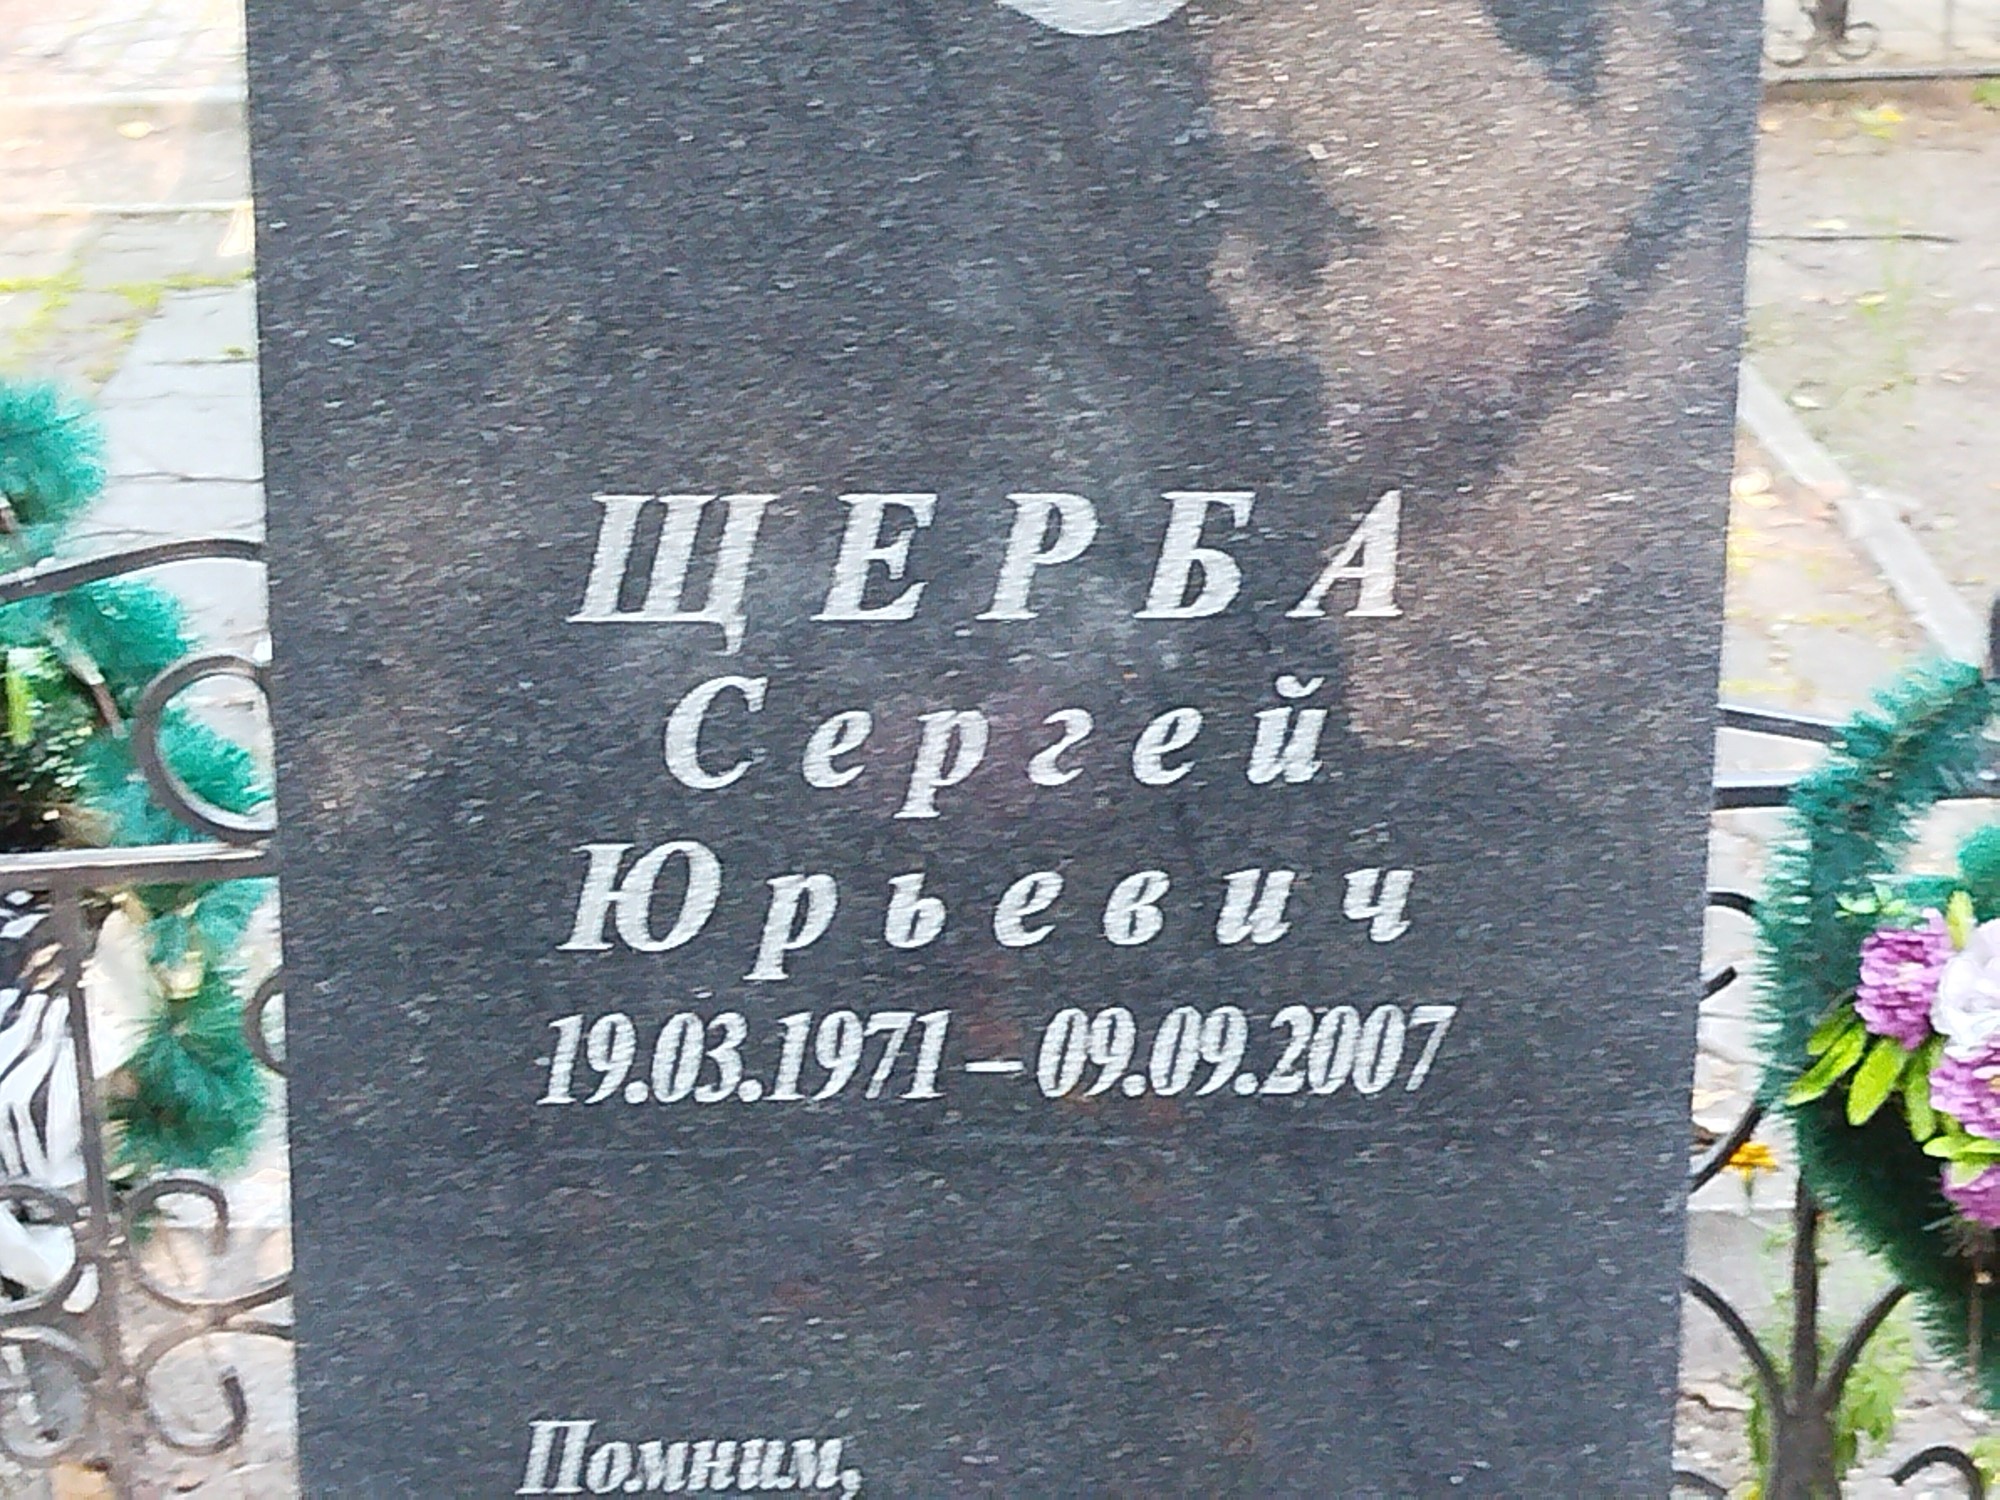 ЩЕРБА
Сергей
Юрьевич
19.03.1971 – 09.09.2007
Помним,